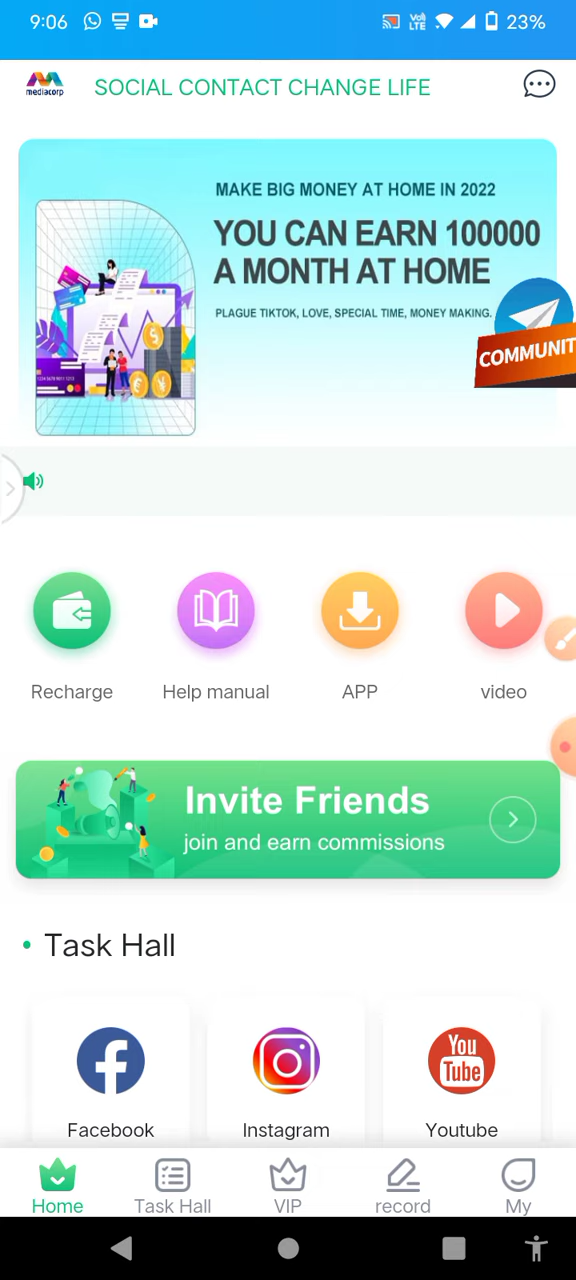 9:06
Vo) LTE
23%
mediacorp
SOCIAL CONTACT CHANGE LIFE
MAKE BIG MONEY AT HOME IN 2022
YOU CAN EARN 100000
A MONTH AT HOME
PLAGUE TIKTOK, LOVE, SPECIAL TIME, MONEY MAKING.
COMMUNIT
Recharge
Help manual
APP
video
Invite Friends
join and earn commissions
Task Hall
You
Tube
Facebook
Instagram
Youtube
Home
Task Hall
VIP
record
My